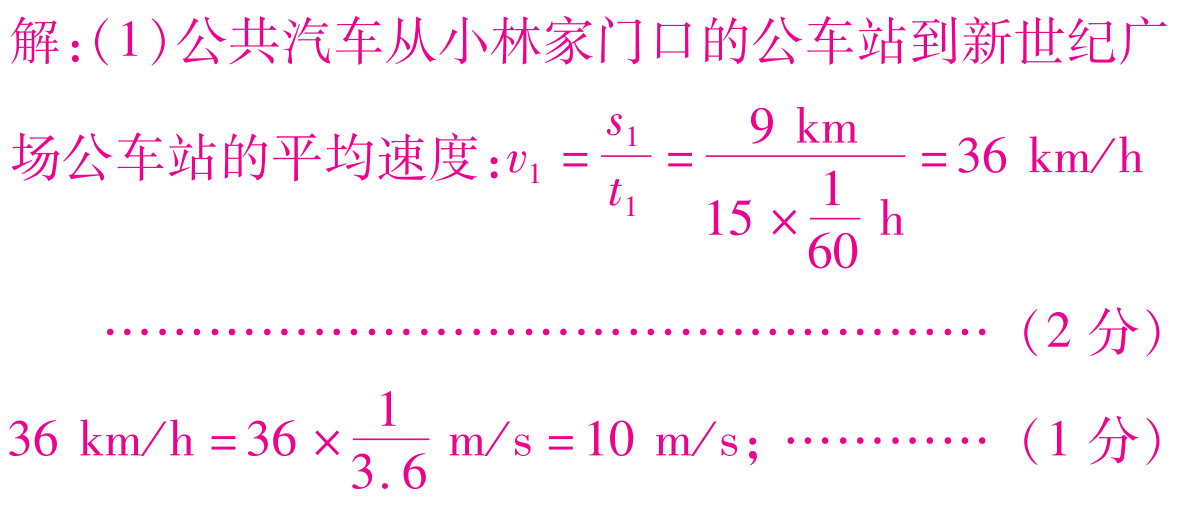 解:(1)公共汽车从小林家门口的公车站到新世纪广
场公车站的平均速度:v₁ = s₁/t₁ = 9 km/(15 × 1/60 h) = 36 km/h
………………………………………… (2 分)
36 km/h = 36 × 1/3.6 m/s = 10 m/s; ………… (1 分)